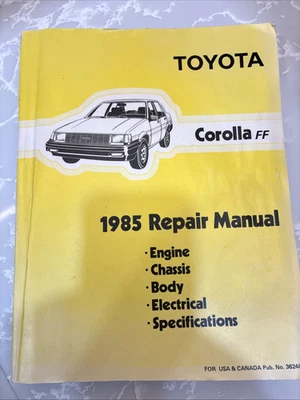 TOYOTA
Corolla FF
1985 Repair Manual
·Engine
·Chassis
·Body
·Electrical
·Specifications
FOR USA & CANADA Pub. No.